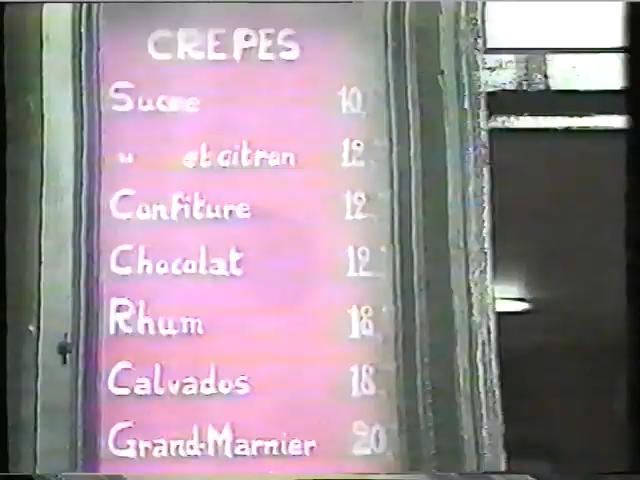 CREPES
Sucre 10
" et citron 12
Confiture 12
Chocolat 12
Rhum 18
Calvados 18
Grand-Marnier 20